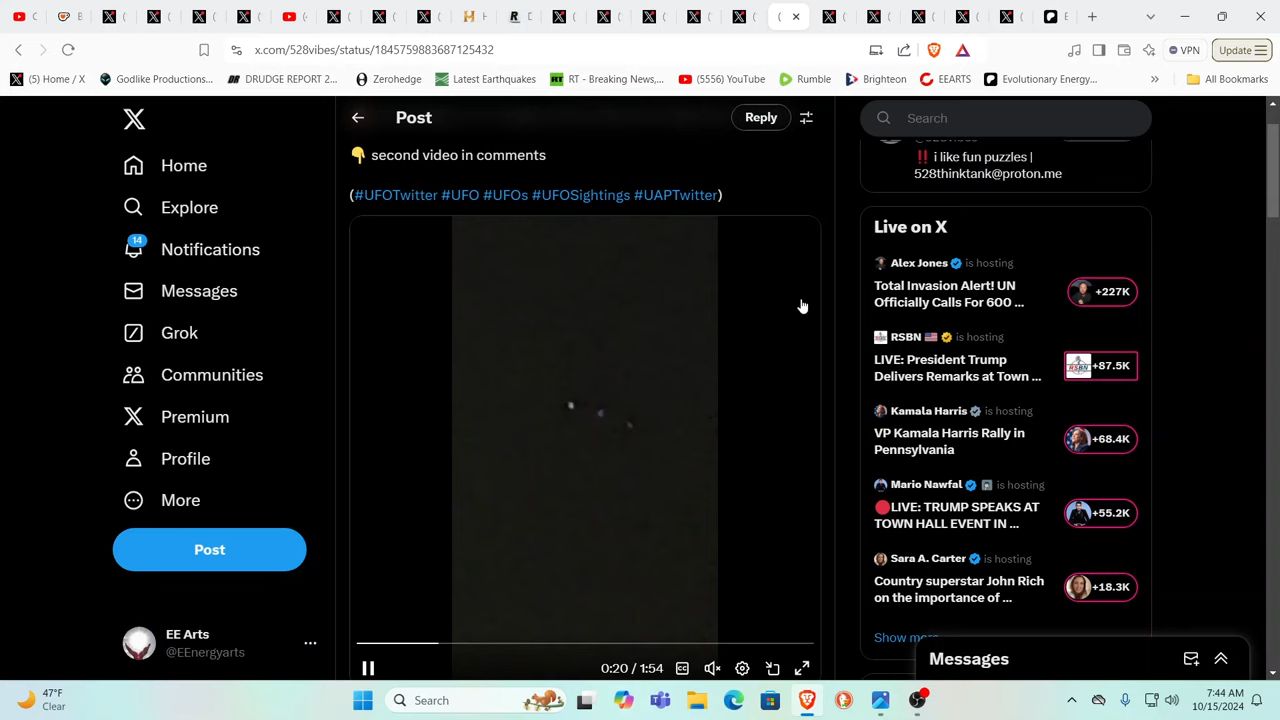 x.com/528vibes/status/1845759883687125432
VPN
Update
(5) Home / X
Godlike Productions...
DRUDGE REPORT 2...
Zerohedge
Latest Earthquakes
RT - Breaking News,...
(5556) YouTube
Rumble
Brighteon
EEARTS
Evolutionary Energy...
»
All Bookmarks
Home
Explore
14
Notifications
Messages
Grok
Communities
Premium
Profile
More
Post
EE Arts
@EEnergyarts
Post
Reply
👇 second video in comments
(#UFOTwitter #UFO #UFOs #UFOSightings #UAPTwitter)
0:20 / 1:54
Search
‼️ i like fun puzzles |
528thinktank@proton.me
Live on X
Alex Jones is hosting
Total Invasion Alert! UN
Officially Calls For 600 ...
+227K
RSBN 🇺🇸 is hosting
LIVE: President Trump
Delivers Remarks at Town ...
+87.5K
Kamala Harris is hosting
VP Kamala Harris Rally in
Pennsylvania
+68.4K
Mario Nawfal is hosting
🔴LIVE: TRUMP SPEAKS AT
TOWN HALL EVENT IN ...
+55.2K
Sara A. Carter is hosting
Country superstar John Rich
on the importance of ...
+18.3K
Show more
Messages
47°F
Clear
Search
7:44 AM
10/15/2024